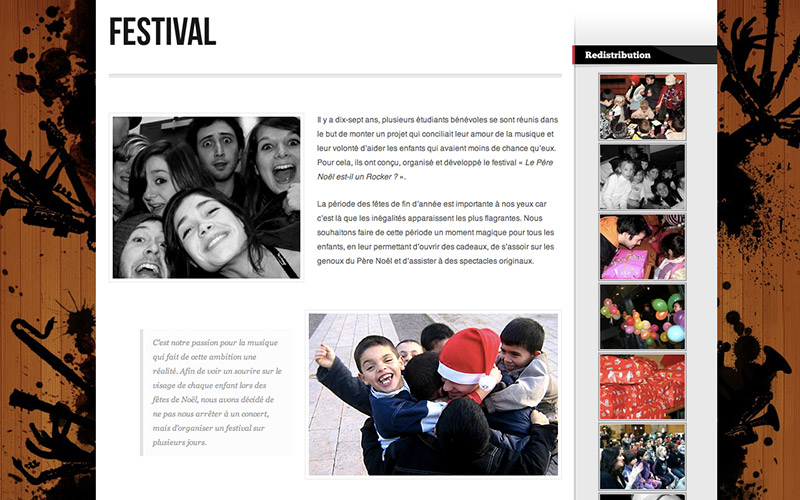 FESTIVAL
Il y a dix-sept ans, plusieurs étudiants bénévoles se sont réunis dans
le but de monter un projet qui conciliait leur amour de la musique et
leur volonté d'aider les enfants qui avaient moins de chance qu'eux.
Pour cela, ils ont conçu, organisé et développé le festival « Le Père
Noël est-il un Rocker ? ».
La période des fêtes de fin d'année est importante à nos yeux car
c'est là que les inégalités apparaissent les plus flagrantes. Nous
souhaitons faire de cette période un moment magique pour tous les
enfants, en leur permettant d'ouvrir des cadeaux, de s'assoir sur les
genoux du Père Noël et d'assister à des spectacles originaux.
C'est notre passion pour la musique
qui fait de cette ambition une
réalité. Afin de voir un sourire sur le
visage de chaque enfant lors des
fêtes de Noël, nous avons décidé de
ne pas nous arrêter à un concert,
mais d'organiser un festival sur
plusieurs jours.
Redistribution